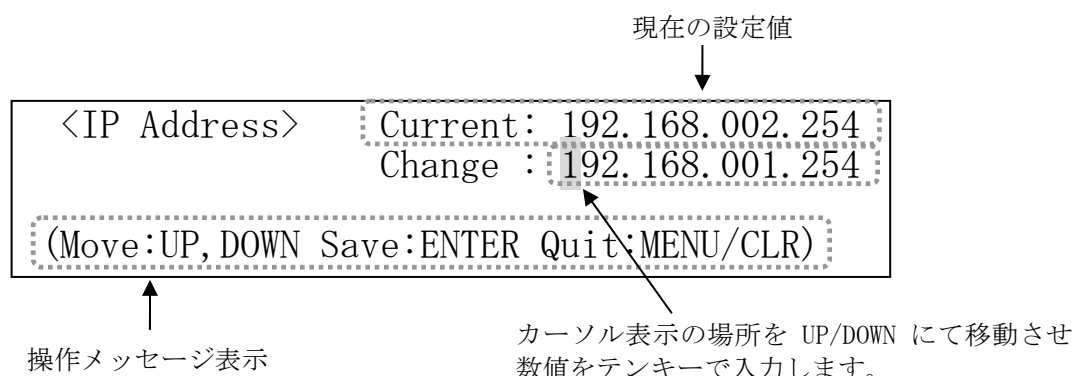 現在の設定値
<IP Address> Current: 192.168.002.254
Change : 192.168.001.254
(Move:UP,DOWN Save:ENTER Quit:MENU/CLR)
操作メッセージ表示
カーソル表示の場所を UP/DOWN にて移動させ
数値をテンキーで入力します。